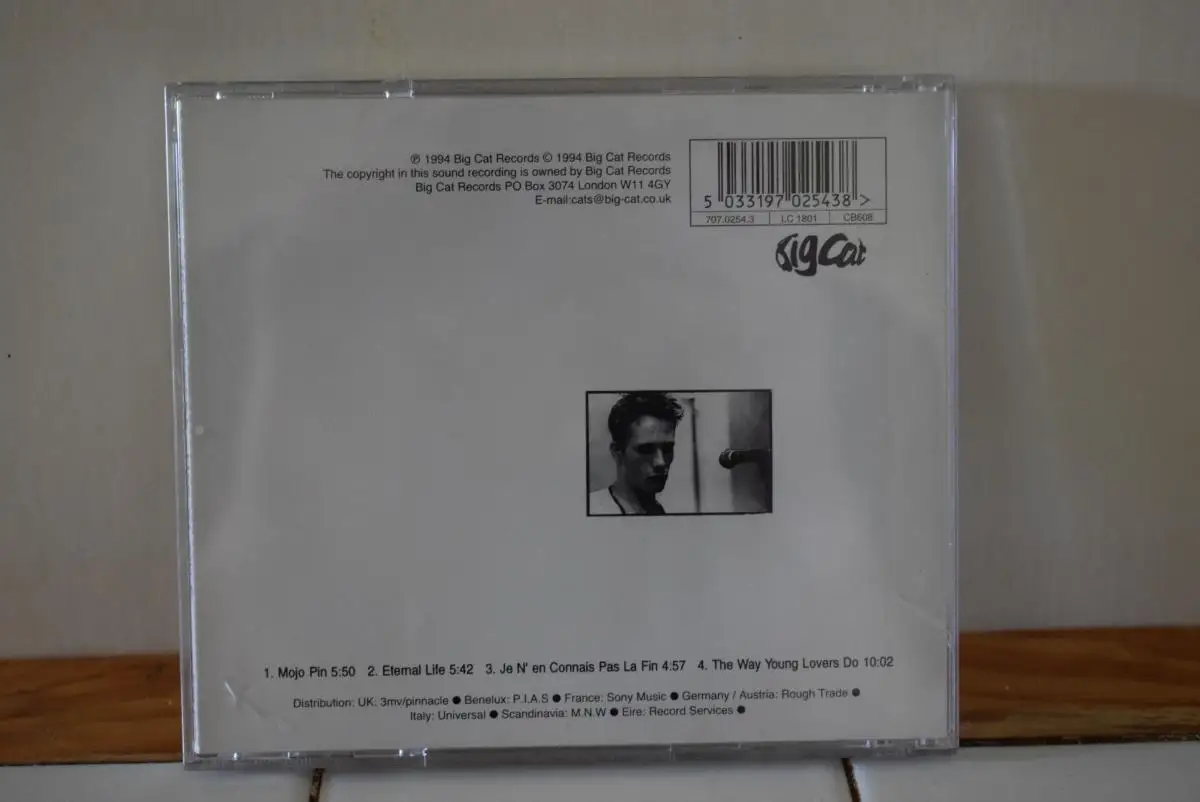 ℗ 1994 Big Cat Records © 1994 Big Cat Records
The copyright in this sound recording is owned by Big Cat Records
Big Cat Records PO Box 3074 London W11 4GY
E-mail:cats@big-cat.co.uk
5 033197 025438 >
707.0254.3 LC 1801 CB608
Big Cat
1. Mojo Pin 5:50 2. Eternal Life 5:42 3. Je N' en Connais Pas La Fin 4:57 4. The Way Young Lovers Do 10:02
Distribution: UK: 3mv/pinnacle ● Benelux: P.I.A.S ● France: Sony Music ● Germany / Austria: Rough Trade ●
Italy: Universal ● Scandinavia: M.N.W ● Eire: Record Services ●